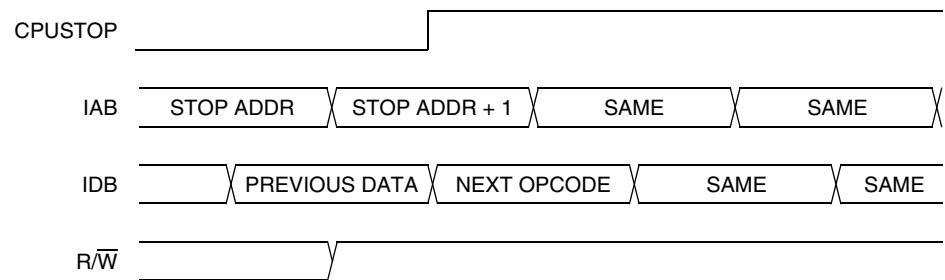 CPUSTOP
IAB STOP ADDR STOP ADDR + 1 SAME SAME
IDB PREVIOUS DATA NEXT OPCODE SAME SAME
R/W̅